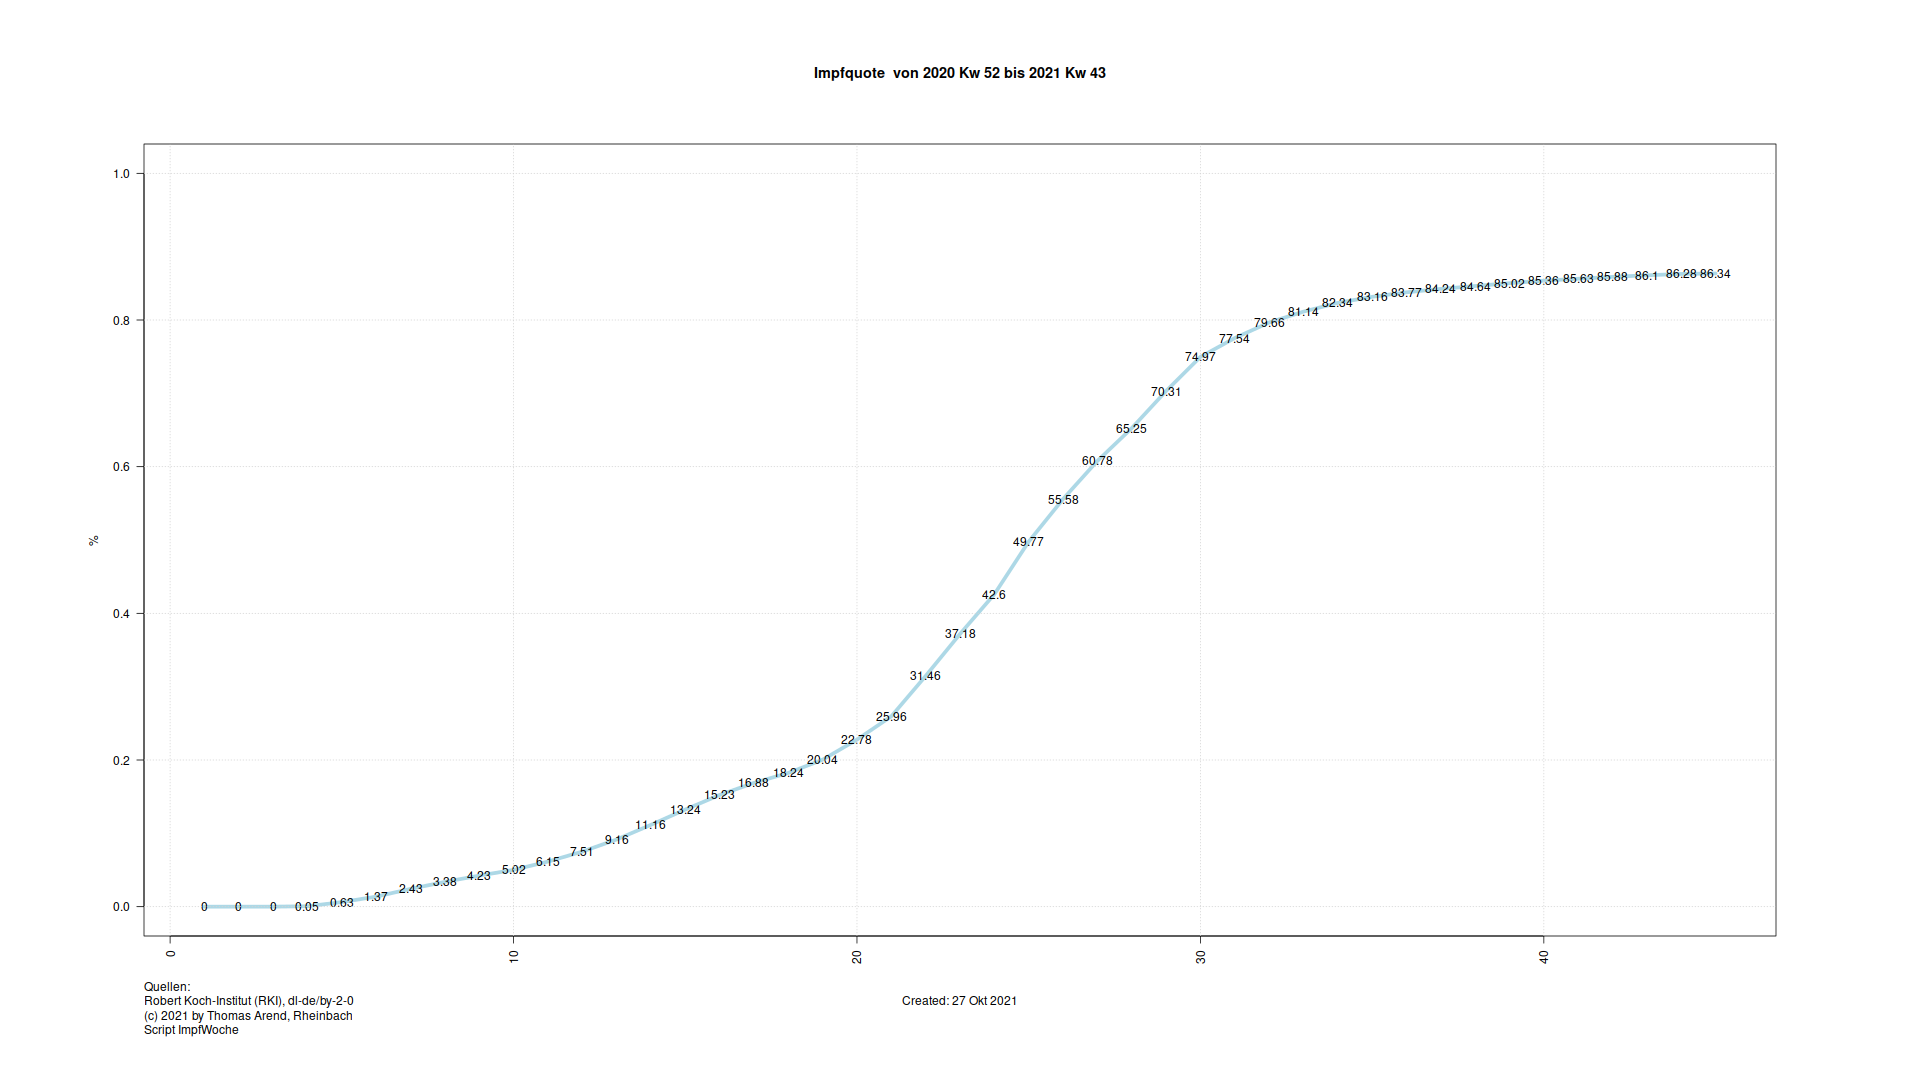 Impfquote  von 2020 Kw 52 bis 2021 Kw 43
1.0
0.8
0.6
0.4
0.2
0.0
%
0 0 0 0.05 0.63 1.37 2.43 3.38 4.23 5.02 6.15 7.51 9.16 11.16 13.24 15.23 16.88 18.24 20.04 22.78 25.96 31.46 37.18 42.6 49.77 55.58 60.78 65.25 70.31 74.97 77.54 79.66 81.14 82.34 83.16 83.77 84.24 84.64 85.02 85.36 85.63 85.88 86.1 86.28 86.34
0 10 20 30 40
Quellen:
Robert Koch-Institut (RKI), dl-de/by-2-0
(c) 2021 by Thomas Arend, Rheinbach
Script ImpfWoche
Created: 27 Okt 2021